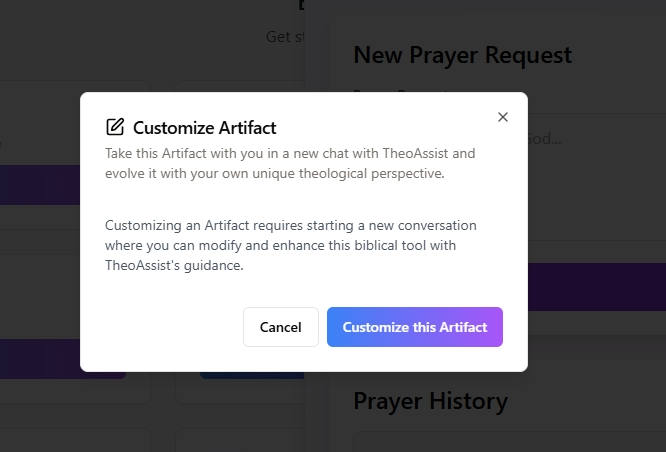 Get st
New Prayer Request
Customize Artifact
Take this Artifact with you in a new chat with TheoAssist and
evolve it with your own unique theological perspective.
God...
Customizing an Artifact requires starting a new conversation
where you can modify and enhance this biblical tool with
TheoAssist's guidance.
Cancel
Customize this Artifact
Prayer History